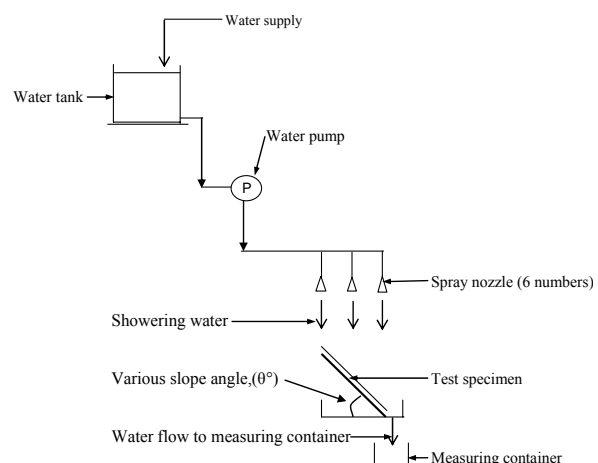 Water supply
Water tank
Water pump
P
Spray nozzle (6 numbers)
Showering water
Various slope angle,(θ°)
Test specimen
Water flow to measuring container
Measuring container